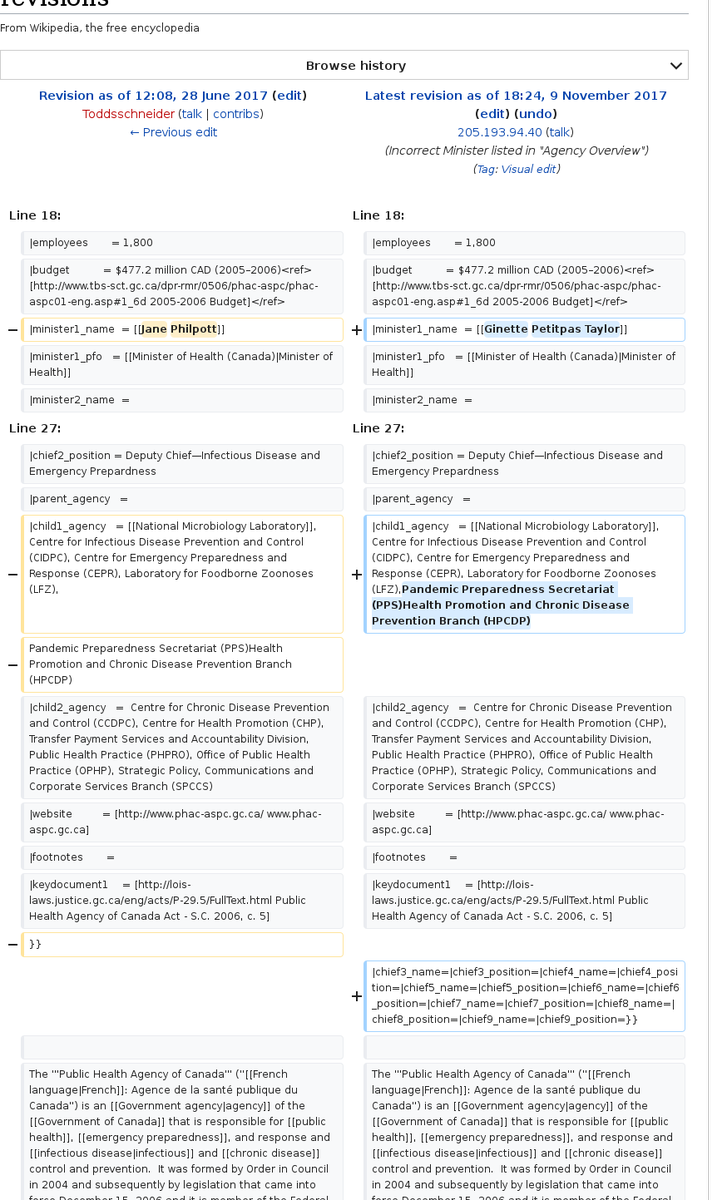 revisions
From Wikipedia, the free encyclopedia
Browse history
Revision as of 12:08, 28 June 2017 (edit)
Toddsschneider (talk | contribs)
← Previous edit
Latest revision as of 18:24, 9 November 2017
(edit) (undo)
205.193.94.40 (talk)
(Incorrect Minister listed in "Agency Overview")
(Tag: Visual edit)
Line 18:
Line 18:
|employees = 1,800
|employees = 1,800
|budget = $477.2 million CAD (2005–2006)<ref>
[http://www.tbs-sct.gc.ca/dpr-rmr/0506/phac-aspc/phac-
aspc01-eng.asp#1_6d 2005-2006 Budget]</ref>
|budget = $477.2 million CAD (2005–2006)<ref>
[http://www.tbs-sct.gc.ca/dpr-rmr/0506/phac-aspc/phac-
aspc01-eng.asp#1_6d 2005-2006 Budget]</ref>
− |minister1_name = [[Jane Philpott]]
+ |minister1_name = [[Ginette Petitpas Taylor]]
|minister1_pfo = [[Minister of Health (Canada)|Minister of
Health]]
|minister1_pfo = [[Minister of Health (Canada)|Minister of
Health]]
|minister2_name =
|minister2_name =
Line 27:
Line 27:
|chief2_position = Deputy Chief—Infectious Disease and
Emergency Prepardness
|chief2_position = Deputy Chief—Infectious Disease and
Emergency Prepardness
|parent_agency =
|parent_agency =
− |child1_agency = [[National Microbiology Laboratory]],
Centre for Infectious Disease Prevention and Control
(CIDPC), Centre for Emergency Preparedness and
Response (CEPR), Laboratory for Foodborne Zoonoses
(LFZ),
+ |child1_agency = [[National Microbiology Laboratory]],
Centre for Infectious Disease Prevention and Control
(CIDPC), Centre for Emergency Preparedness and
Response (CEPR), Laboratory for Foodborne Zoonoses
(LFZ),Pandemic Preparedness Secretariat
(PPS)Health Promotion and Chronic Disease
Prevention Branch (HPCDP)
− Pandemic Preparedness Secretariat (PPS)Health
Promotion and Chronic Disease Prevention Branch
(HPCDP)
|child2_agency = Centre for Chronic Disease Prevention
and Control (CCDPC), Centre for Health Promotion (CHP),
Transfer Payment Services and Accountability Division,
Public Health Practice (PHPRO), Office of Public Health
Practice (OPHP), Strategic Policy, Communications and
Corporate Services Branch (SPCCS)
|child2_agency = Centre for Chronic Disease Prevention
and Control (CCDPC), Centre for Health Promotion (CHP),
Transfer Payment Services and Accountability Division,
Public Health Practice (PHPRO), Office of Public Health
Practice (OPHP), Strategic Policy, Communications and
Corporate Services Branch (SPCCS)
|website = [http://www.phac-aspc.gc.ca/ www.phac-
aspc.gc.ca]
|website = [http://www.phac-aspc.gc.ca/ www.phac-
aspc.gc.ca]
|footnotes =
|footnotes =
|keydocument1 = [http://lois-
laws.justice.gc.ca/eng/acts/P-29.5/FullText.html Public
Health Agency of Canada Act - S.C. 2006, c. 5]
|keydocument1 = [http://lois-
laws.justice.gc.ca/eng/acts/P-29.5/FullText.html Public
Health Agency of Canada Act - S.C. 2006, c. 5]
− }}
+ |chief3_name=|chief3_position=|chief4_name=|chief4_posi
tion=|chief5_name=|chief5_position=|chief6_name=|chief6
_position=|chief7_name=|chief7_position=|chief8_name=|
chief8_position=|chief9_name=|chief9_position=}}
The '''Public Health Agency of Canada''' (''[[French
language|French]]: Agence de la santé publique du
Canada'') is an [[Government agency|agency]] of the
[[Government of Canada]] that is responsible for [[public
health]], [[emergency preparedness]], and response and
[[infectious disease|infectious]] and [[chronic disease]]
control and prevention. It was formed by Order in Council
in 2004 and subsequently by legislation that came into
force December 15, 2006 and it is member of the Federal
The '''Public Health Agency of Canada''' (''[[French
language|French]]: Agence de la santé publique du
Canada'') is an [[Government agency|agency]] of the
[[Government of Canada]] that is responsible for [[public
health]], [[emergency preparedness]], and response and
[[infectious disease|infectious]] and [[chronic disease]]
control and prevention. It was formed by Order in Council
in 2004 and subsequently by legislation that came into
force December 15, 2006 and it is member of the Federal